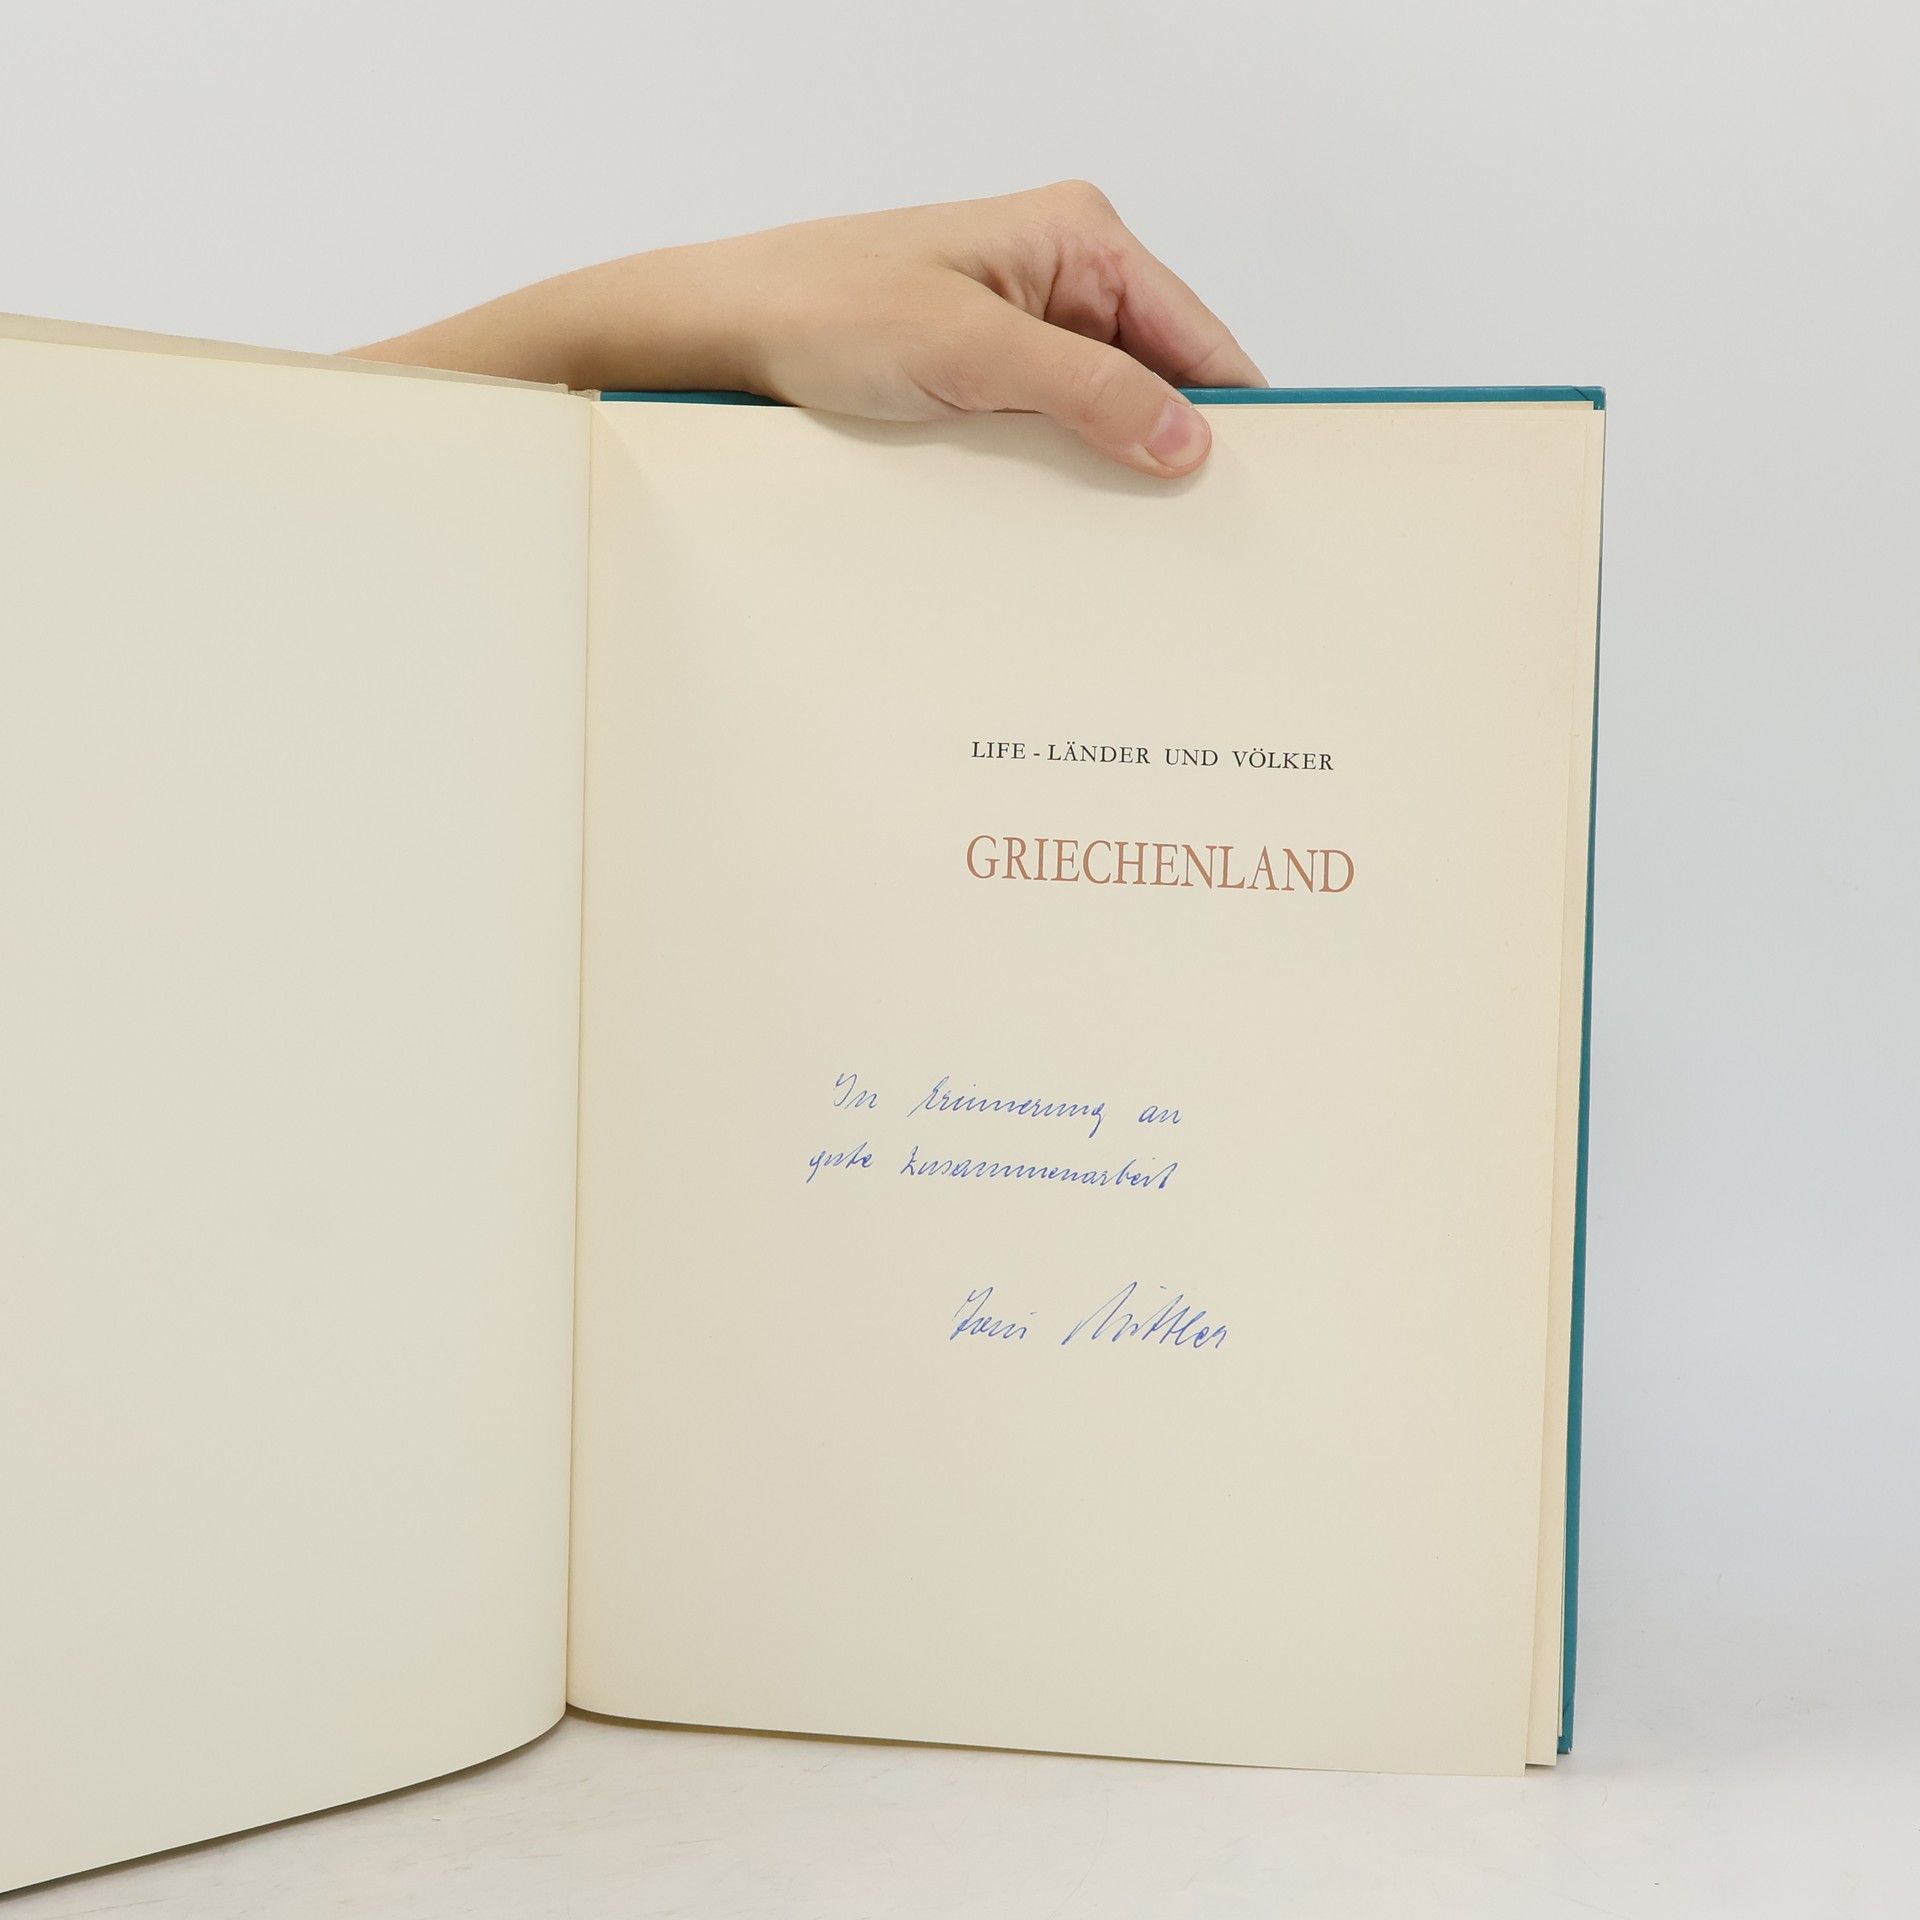 LIFE - LÄNDER UND VÖLKER
GRIECHENLAND
In Erinnerung an
gute Zusammenarbeit